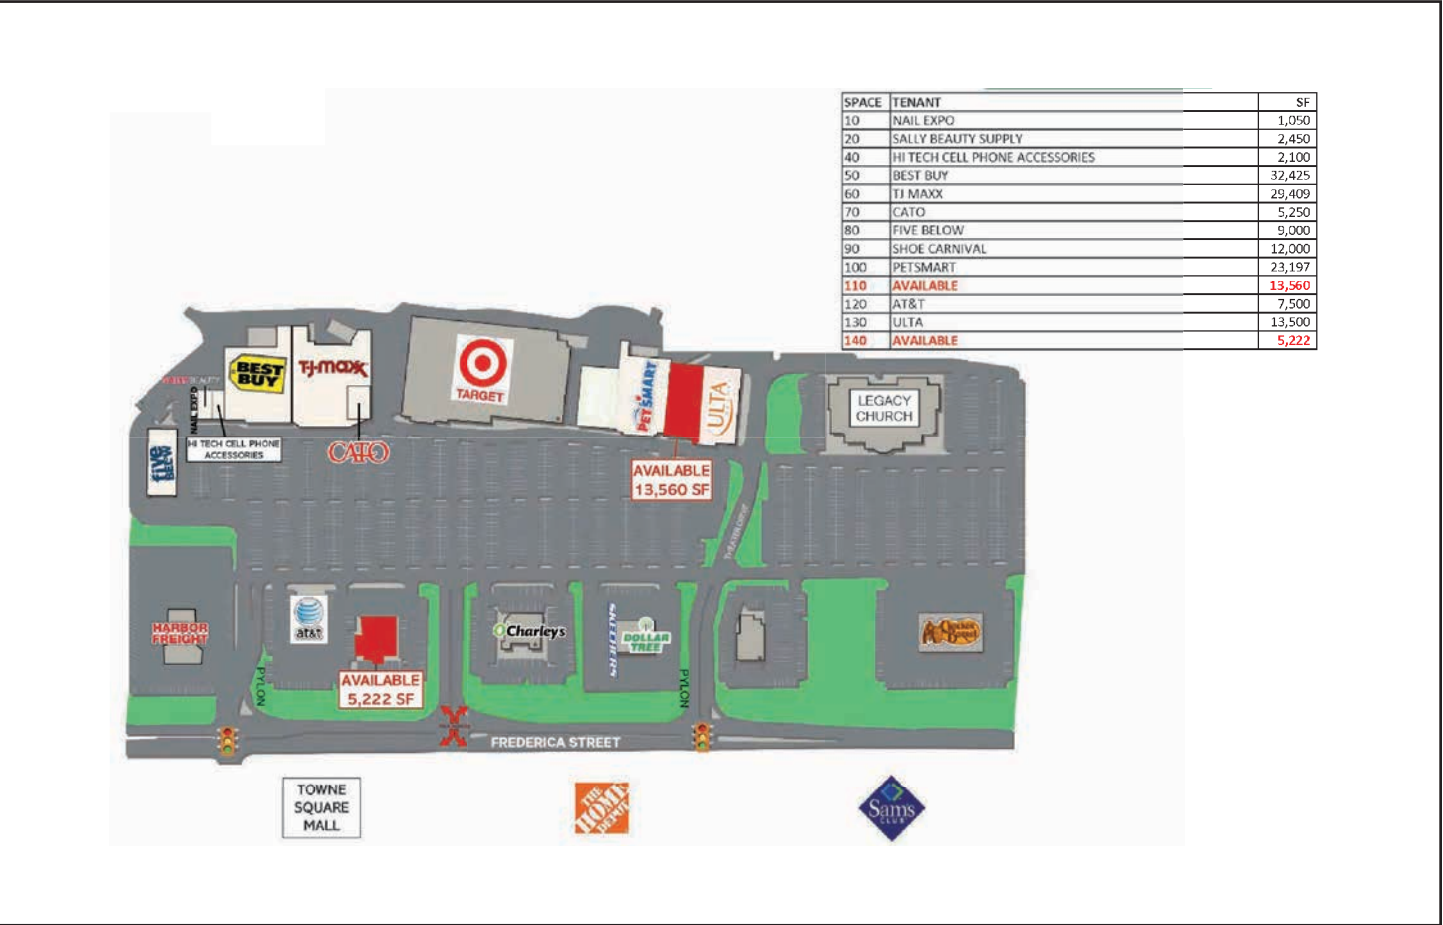 SPACE TENANT SF
10 NAIL EXPO 1,050
20 SALLY BEAUTY SUPPLY 2,450
40 HI TECH CELL PHONE ACCESSORIES 2,100
50 BEST BUY 32,425
60 TJ MAXX 29,409
70 CATO 5,250
80 FIVE BELOW 9,000
90 SHOE CARNIVAL 12,000
100 PETSMART 23,197
110 AVAILABLE 13,560
120 AT&T 7,500
130 ULTA 13,500
140 AVAILABLE 5,222
BEST
BUY
T·J·maxx
TARGET
PETSMART
ULTA
LEGACY
CHURCH
BEAUTY
NAIL EXPO
HI TECH CELL PHONE
ACCESSORIES
CATO
five
BEL°W
AVAILABLE
13,560 SF
THEATER DRIVE
HARBOR
FREIGHT
at&t
Charleys
SKECHERS
DOLLAR
TREE
Cracker
Barrel
AVAILABLE
5,222 SF
PYLON
PYLON
FREDERICA STREET
TOWNE
SQUARE
MALL
THE
HOME
DEPOT
Sam's
CLUB